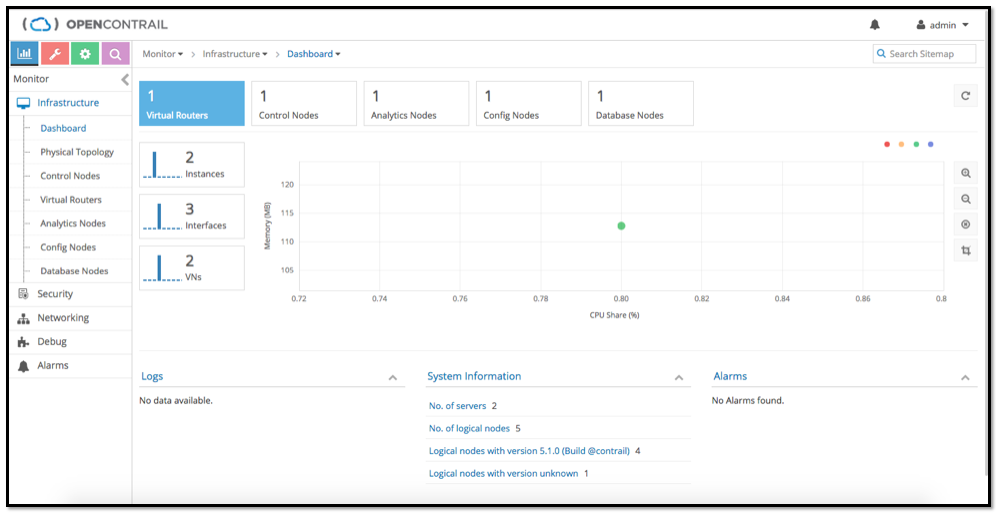 OPENCONTRAIL
admin
Monitor > Infrastructure > Dashboard
Search Sitemap
Monitor
Infrastructure
Dashboard
Physical Topology
Control Nodes
Virtual Routers
Analytics Nodes
Config Nodes
Database Nodes
Security
Networking
Debug
Alarms
1
Virtual Routers
1
Control Nodes
1
Analytics Nodes
1
Config Nodes
1
Database Nodes
2
Instances
3
Interfaces
2
VNs
Memory (MB)
120
115
110
105
0.72 0.74 0.76 0.78 0.80 0.82 0.84 0.86 0.8
CPU Share (%)
Logs
No data available.
System Information
No. of servers 2
No. of logical nodes 5
Logical nodes with version 5.1.0 (Build @contrail) 4
Logical nodes with version unknown 1
Alarms
No Alarms found.